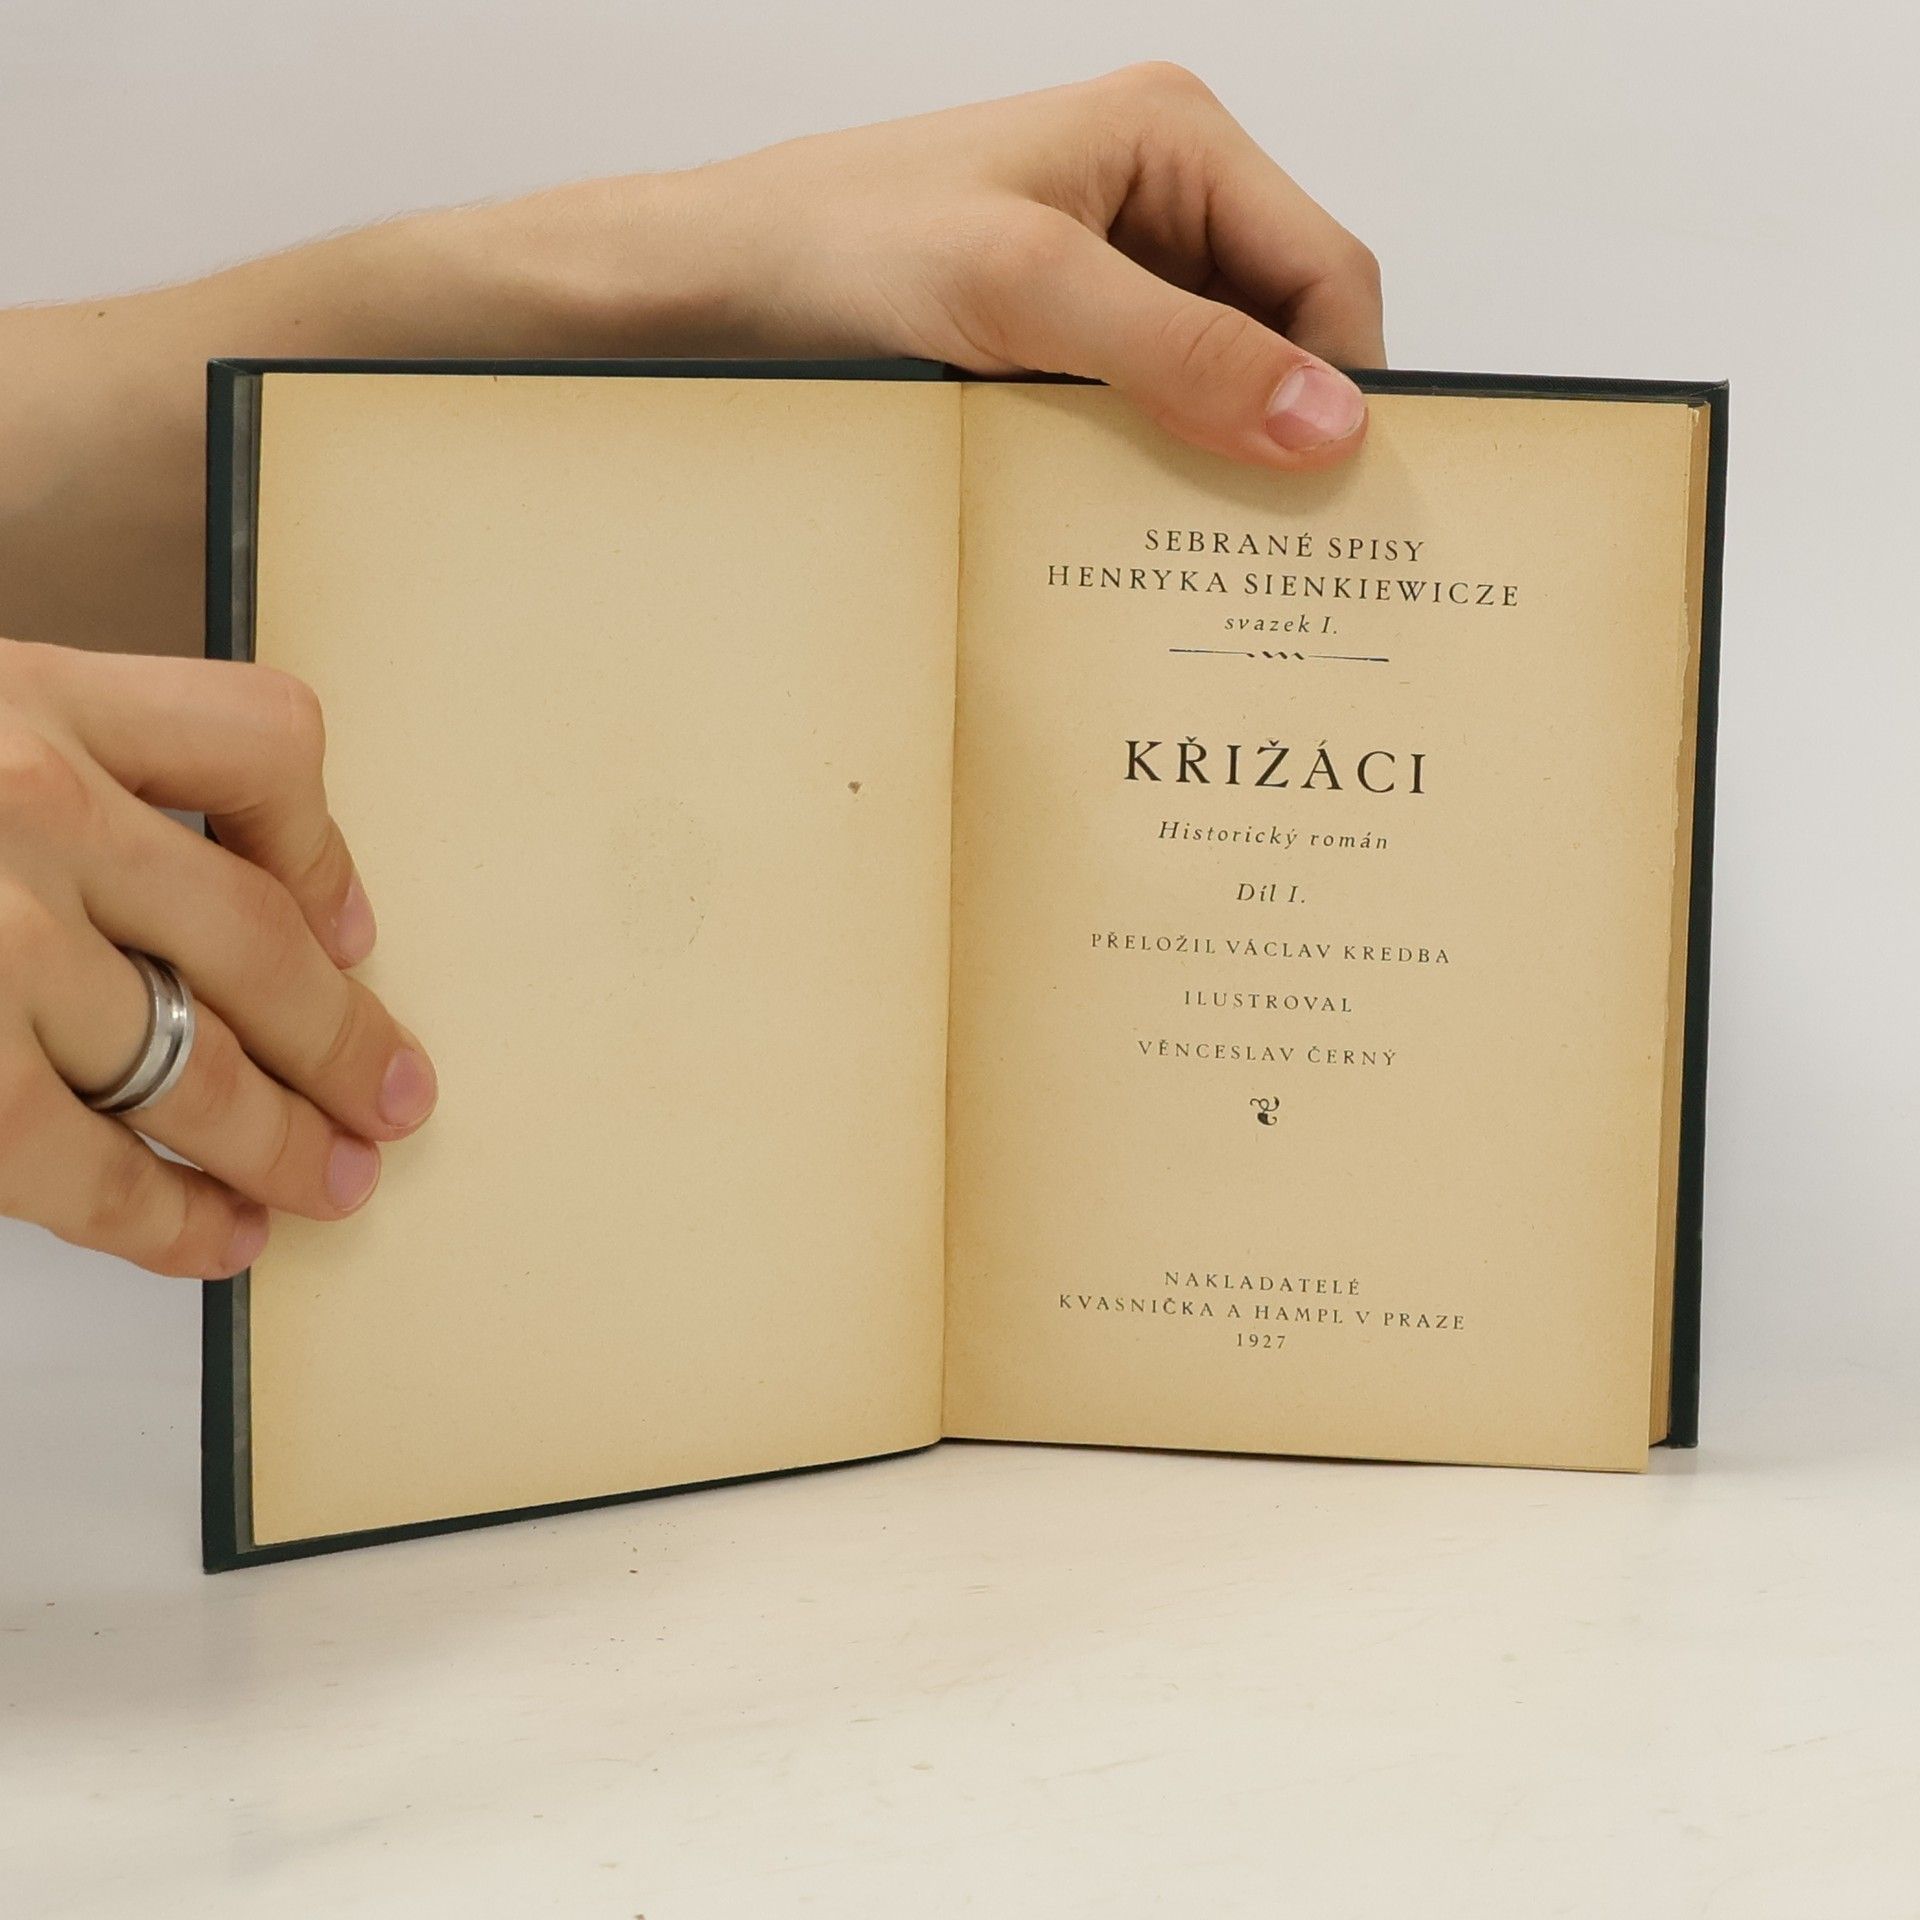 SEBRANÉ SPISY
HENRYKA SIENKIEWICZE
svazek I.
KŘIŽÁCI
Historický román
Díl I.
PŘELOŽIL VÁCLAV KREDBA
ILUSTROVAL
VĚNCESLAV ČERNÝ
NAKLADATELÉ
KVASNIČKA A HAMPL V PRAZE
1927